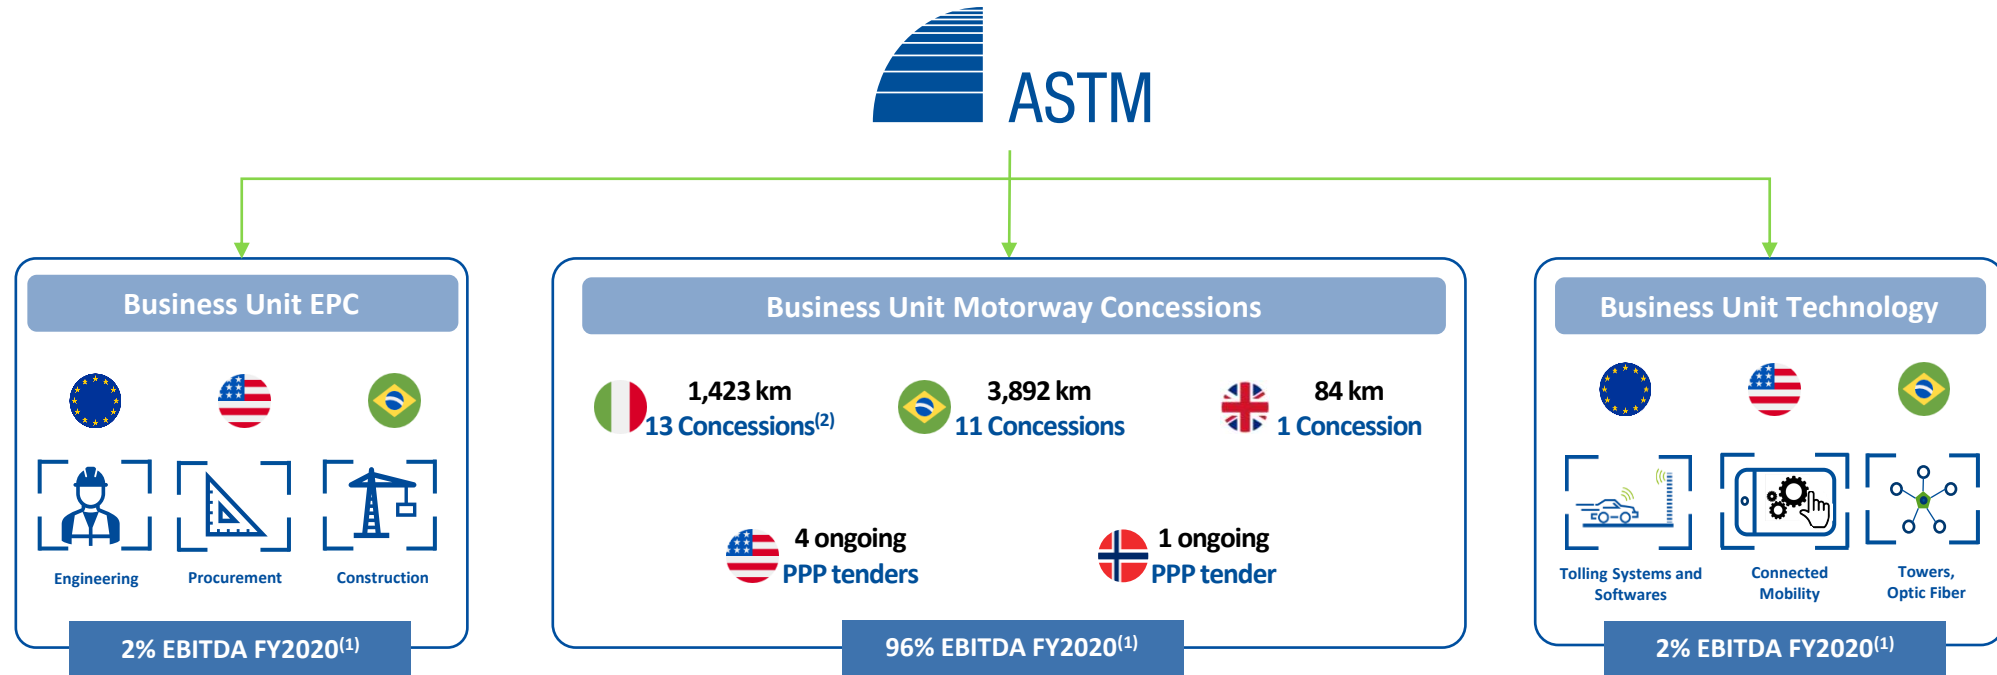 ASTM
Business Unit EPC
Engineering
Procurement
Construction
2% EBITDA FY2020(1)
Business Unit Motorway Concessions
1,423 km
13 Concessions(2)
3,892 km
11 Concessions
84 km
1 Concession
4 ongoing
PPP tenders
1 ongoing
PPP tender
96% EBITDA FY2020(1)
Business Unit Technology
Tolling Systems and
Softwares
Connected
Mobility
Towers,
Optic Fiber
2% EBITDA FY2020(1)